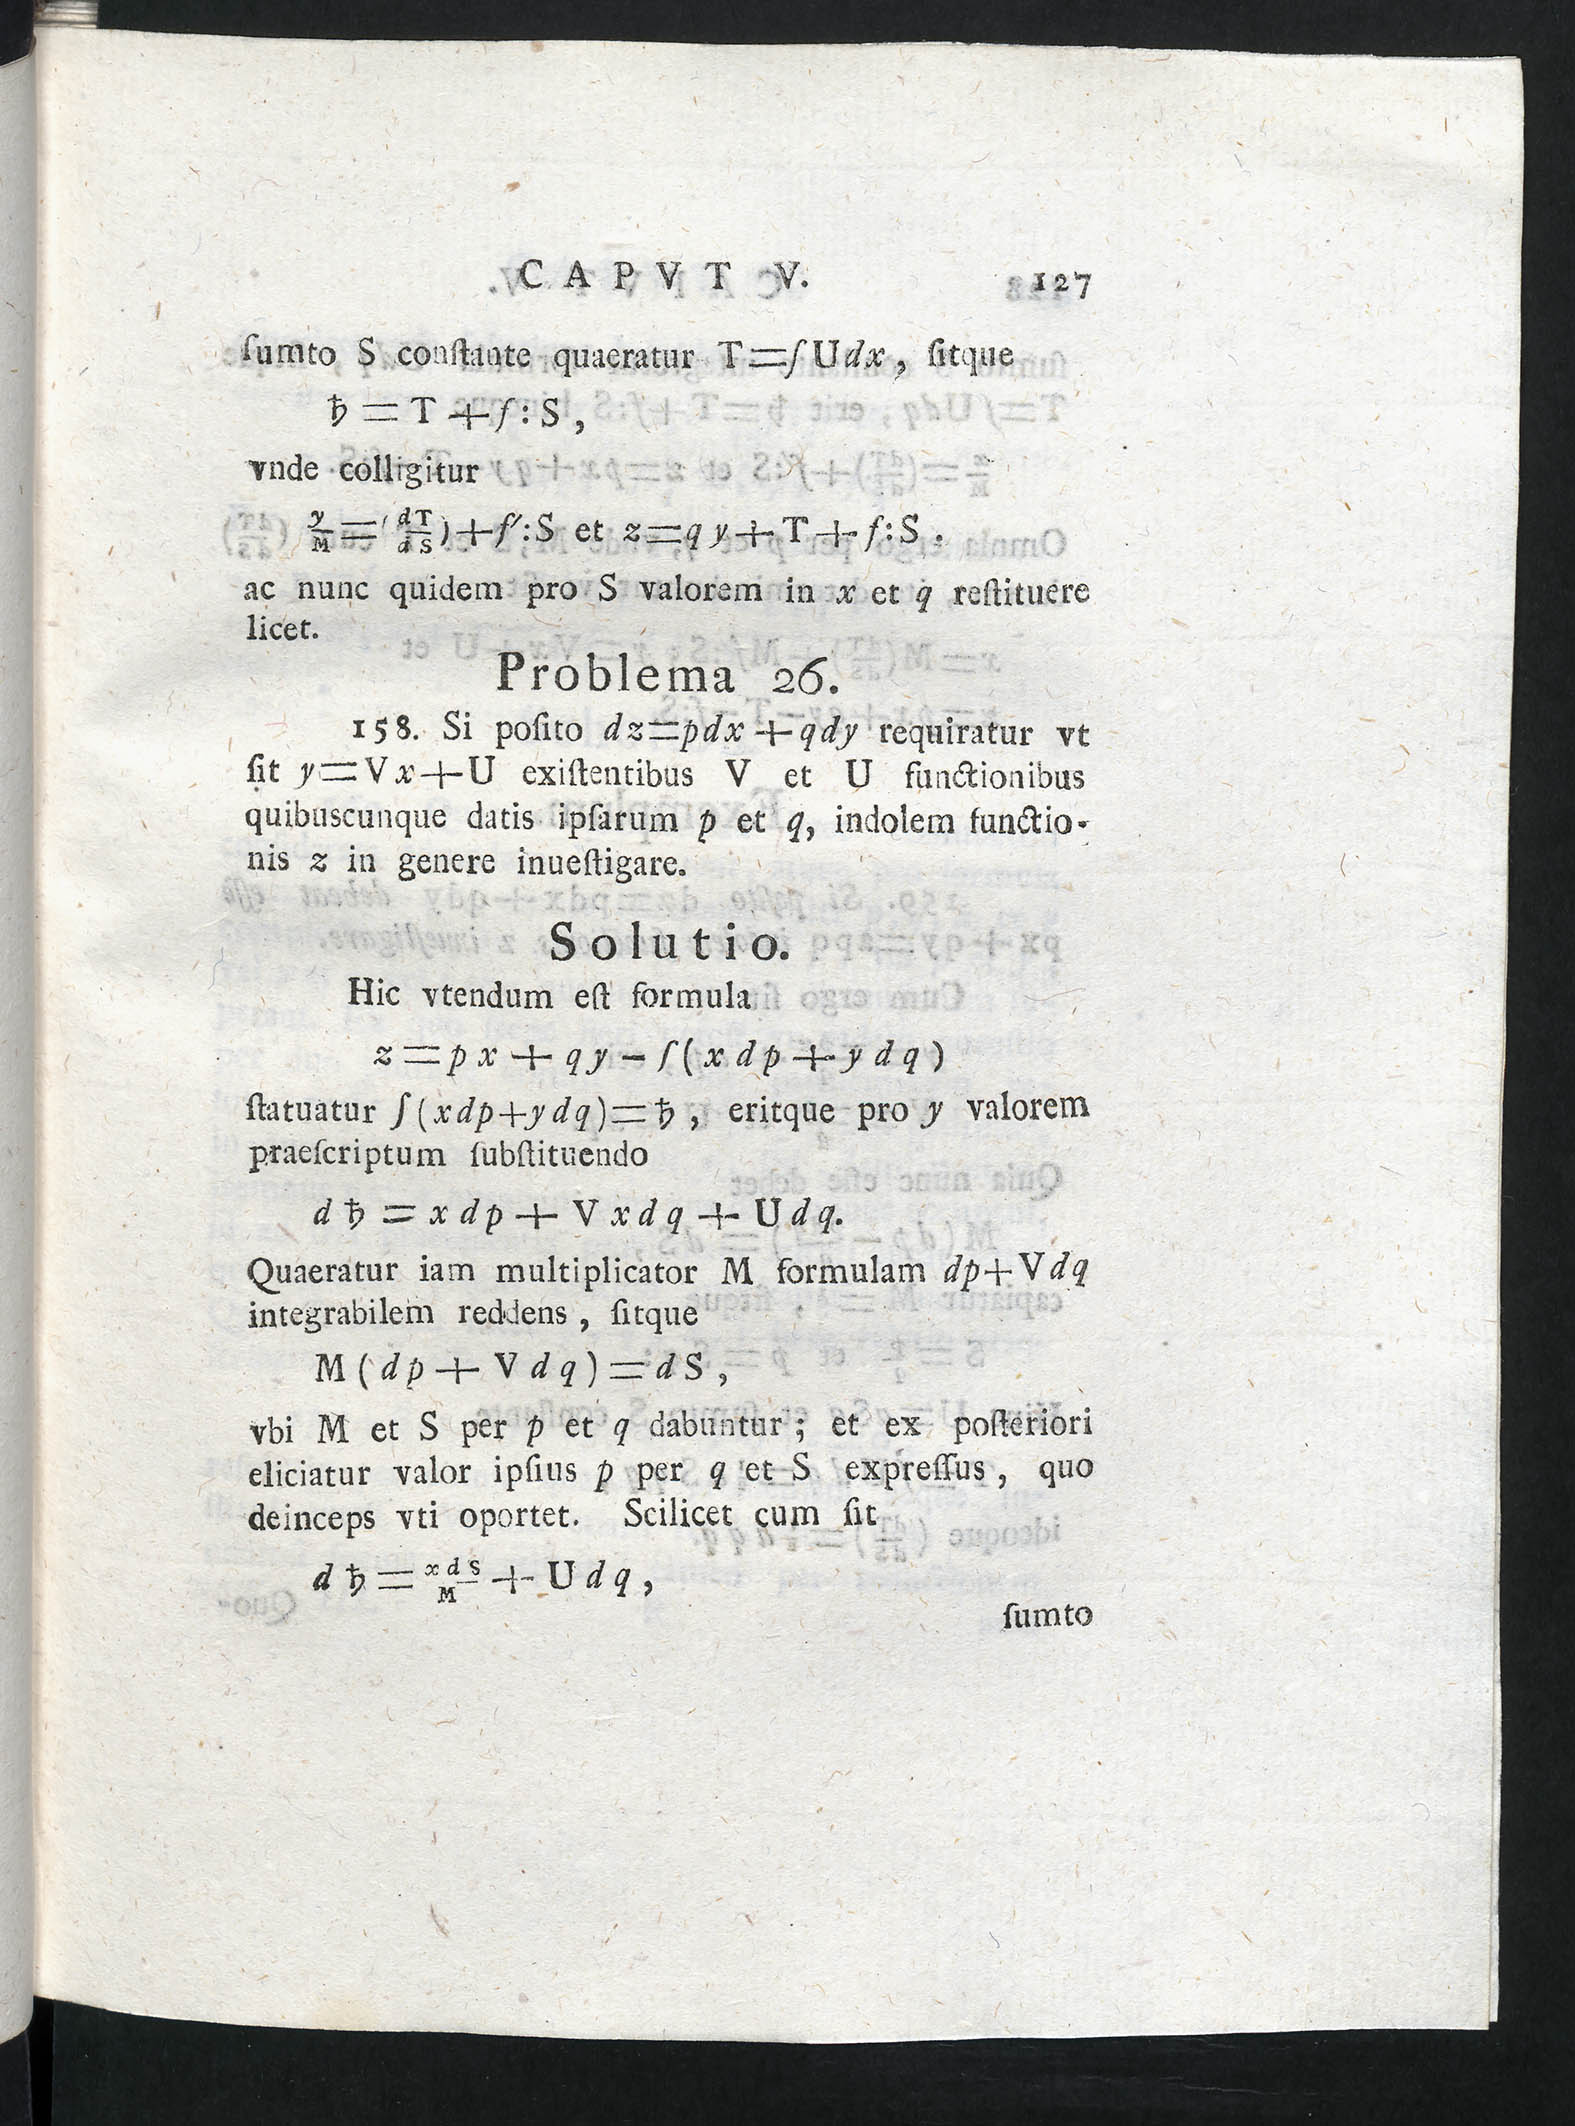 CAPVT V. 127
ſumto S conſtante quaeratur T=∫Udx, ſitque
ђ=T+f:S,
vnde colligitur
y/M=(dT/dS)+f′:S et z=qy+T+f:S.
ac nunc quidem pro S valorem in x et q reſtituere
licet.
Problema 26.
158. Si poſito dz=pdx+qdy requiratur vt
ſit y=Vx+U exiſtentibus V et U functionibus
quibuscunque datis ipſarum p et q, indolem functio-
nis z in genere inueſtigare.
Solutio.
Hic vtendum eſt formula
z=px+qy-∫(xdp+ydq)
ſtatuatur ∫(xdp+ydq)=ђ, eritque pro y valorem
praeſcriptum ſubſtituendo
dђ=xdp+Vxdq+Udq.
Quaeratur iam multiplicator M formulam dp+Vdq
integrabilem reddens, ſitque
M(dp+Vdq)=dS,
vbi M et S per p et q dabuntur; et ex poſteriori
eliciatur valor ipſius p per q et S expreſſus, quo
deinceps vti oportet. Scilicet cum ſit
dђ=xdS/M+Udq,
ſumto